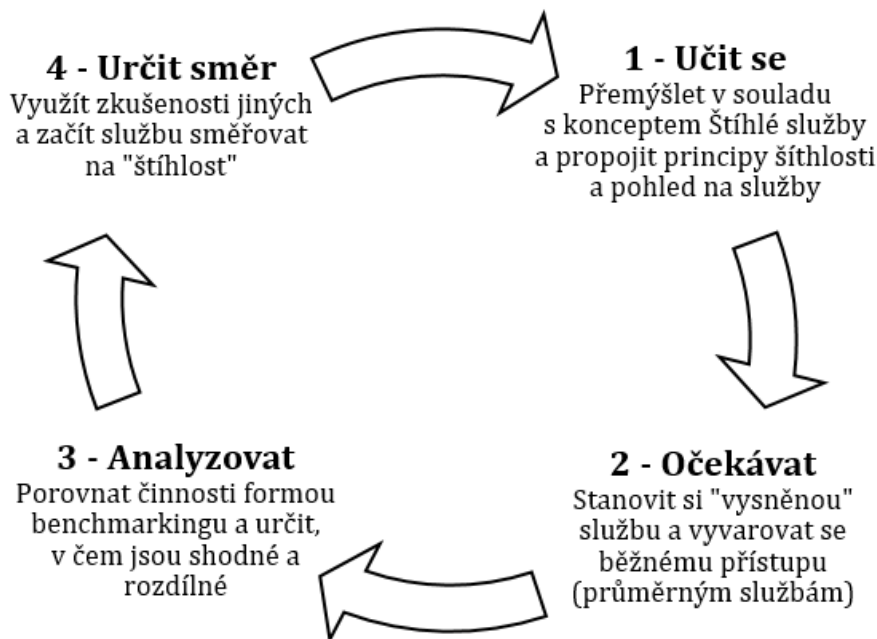 4 - Určit směr
Využít zkušenosti jiných
a začít službu směřovat
na "štíhlost"
1 - Učit se
Přemýšlet v souladu
s konceptem Štíhlé služby
a propojit principy šíthlosti
a pohled na služby
3 - Analyzovat
Porovnat činnosti formou
benchmarkingu a určit,
v čem jsou shodné a
rozdílné
2 - Očekávat
Stanovit si "vysněnou"
službu a vyvarovat se
běžnému přístupu
(průměrným službám)